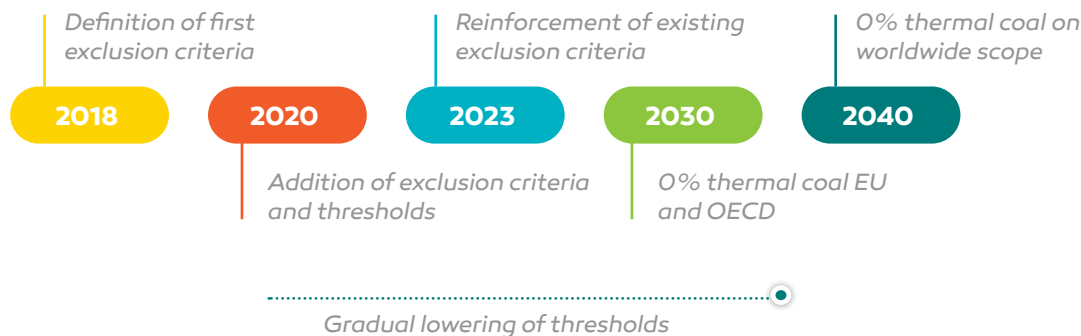 Definition of first
exclusion criteria
Reinforcement of existing
exclusion criteria
0% thermal coal on
worldwide scope
2018
2020
2023
2030
2040
Addition of exclusion criteria
and thresholds
0% thermal coal EU
and OECD
Gradual lowering of thresholds